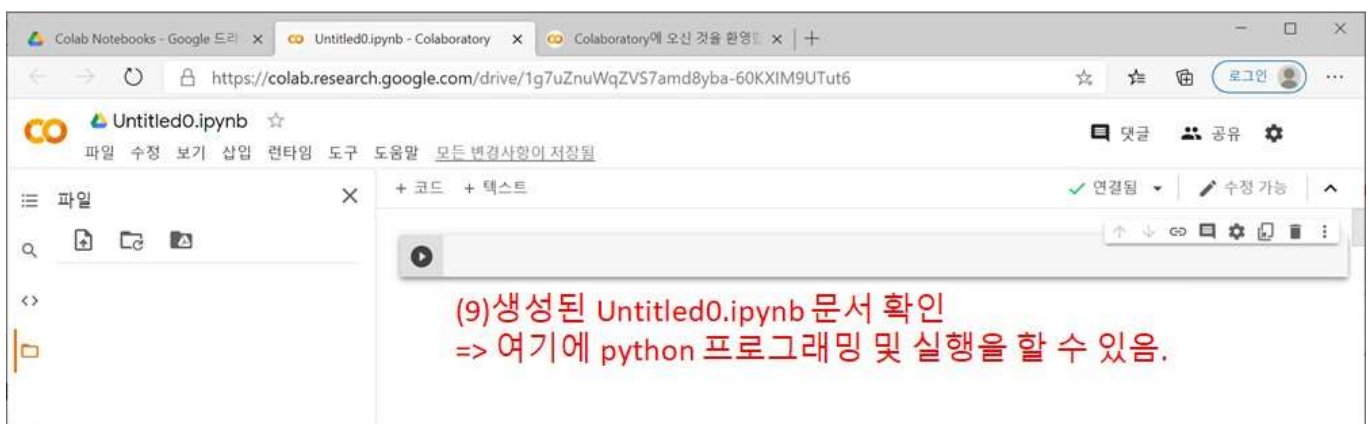 Colab Notebooks - Google 드라
Untitled0.ipynb - Colaboratory
Colaboratory에 오신 것을 환영합
https://colab.research.google.com/drive/1g7uZnuWqZVS7amd8yba-60KXIM9UTut6
로그인
CO
Untitled0.ipynb
댓글
공유
파일 수정 보기 삽입 런타임 도구 도움말 모든 변경사항이 저장됨
파일
+ 코드 + 텍스트
연결됨
수정 가능
(9)생성된 Untitled0.ipynb 문서 확인
=> 여기에 python 프로그래밍 및 실행을 할 수 있음.